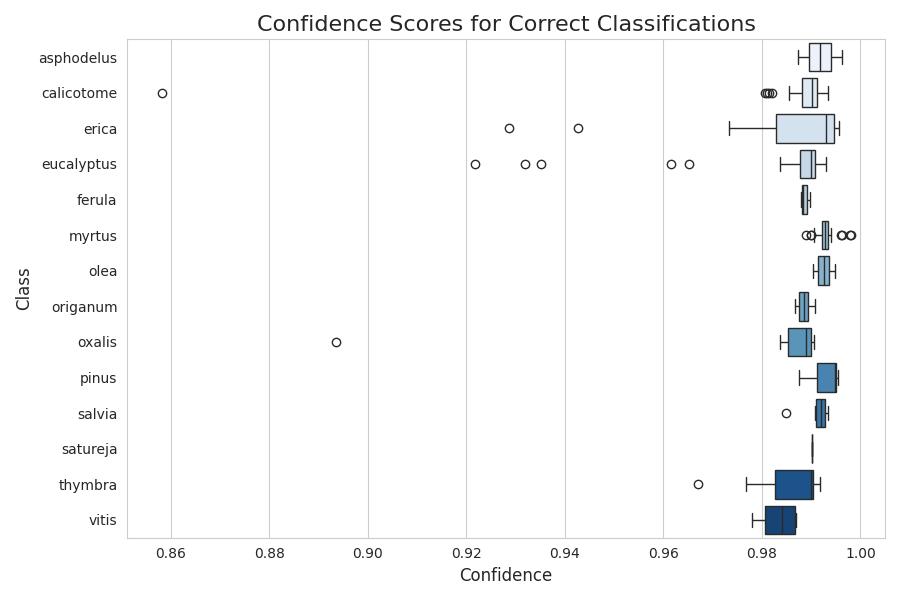 Confidence Scores for Correct Classifications
asphodelus
calicotome
erica
eucalyptus
ferula
myrtus
olea
origanum
oxalis
pinus
salvia
satureja
thymbra
vitis
Class
0.86 0.88 0.90 0.92 0.94 0.96 0.98 1.00
Confidence